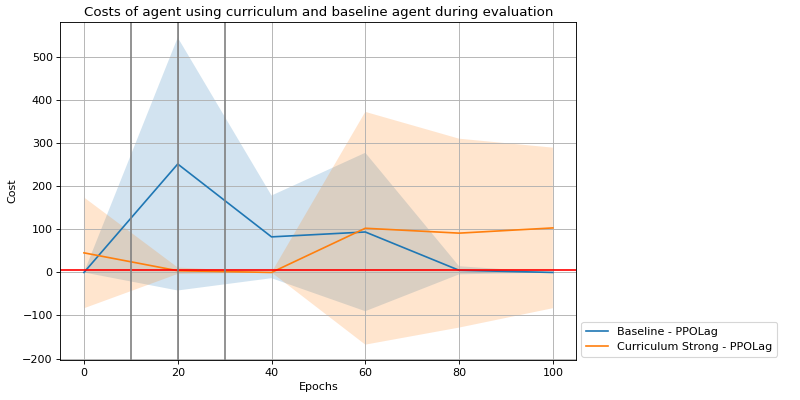 Costs of agent using curriculum and baseline agent during evaluation
Cost
500
400
300
200
100
0
−100
−200
0 20 40 60 80 100
Epochs
Baseline - PPOLag
Curriculum Strong - PPOLag